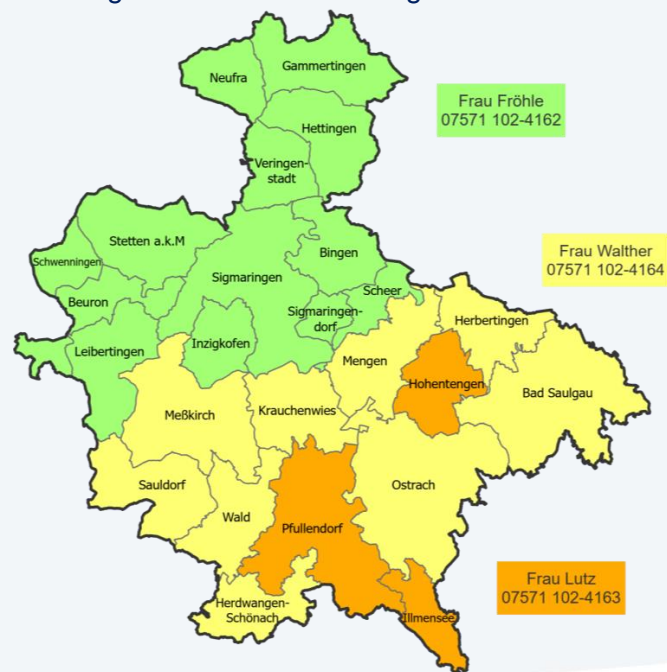 Neufra
Gammertingen
Frau Fröhle
07571 102-4162
Hettingen
Veringen-
stadt
Stetten a.k.M
Schwenningen
Bingen
Frau Walther
07571 102-4164
Sigmaringen
Scheer
Beuron
Sigmaringen-
dorf
Herbertingen
Leibertingen
Inzigkofen
Mengen
Hohentengen
Bad Saulgau
Meßkirch
Krauchenwies
Sauldorf
Ostrach
Wald
Pfullendorf
Frau Lutz
07571 102-4163
Herdwangen-
Schönach
Illmensee